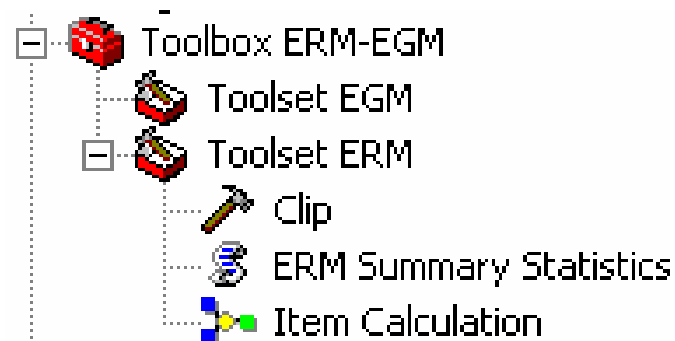 Toolbox ERM-EGM
Toolset EGM
Toolset ERM
Clip
ERM Summary Statistics
Item Calculation